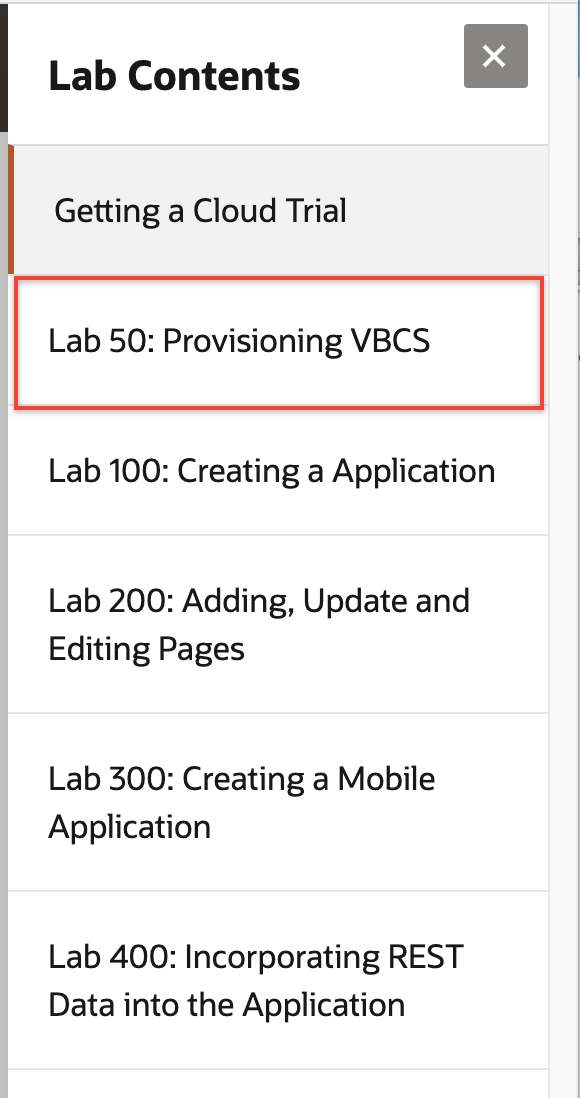 Lab Contents
Getting a Cloud Trial
Lab 50: Provisioning VBCS
Lab 100: Creating a Application
Lab 200: Adding, Update and
Editing Pages
Lab 300: Creating a Mobile
Application
Lab 400: Incorporating REST
Data into the Application